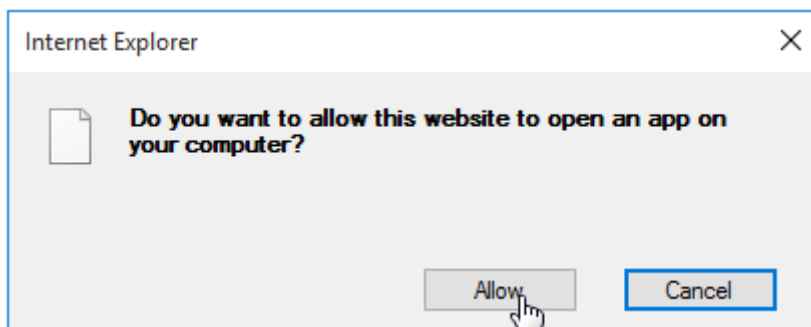 Internet Explorer
Do you want to allow this website to open an app on
your computer?
Allow
Cancel